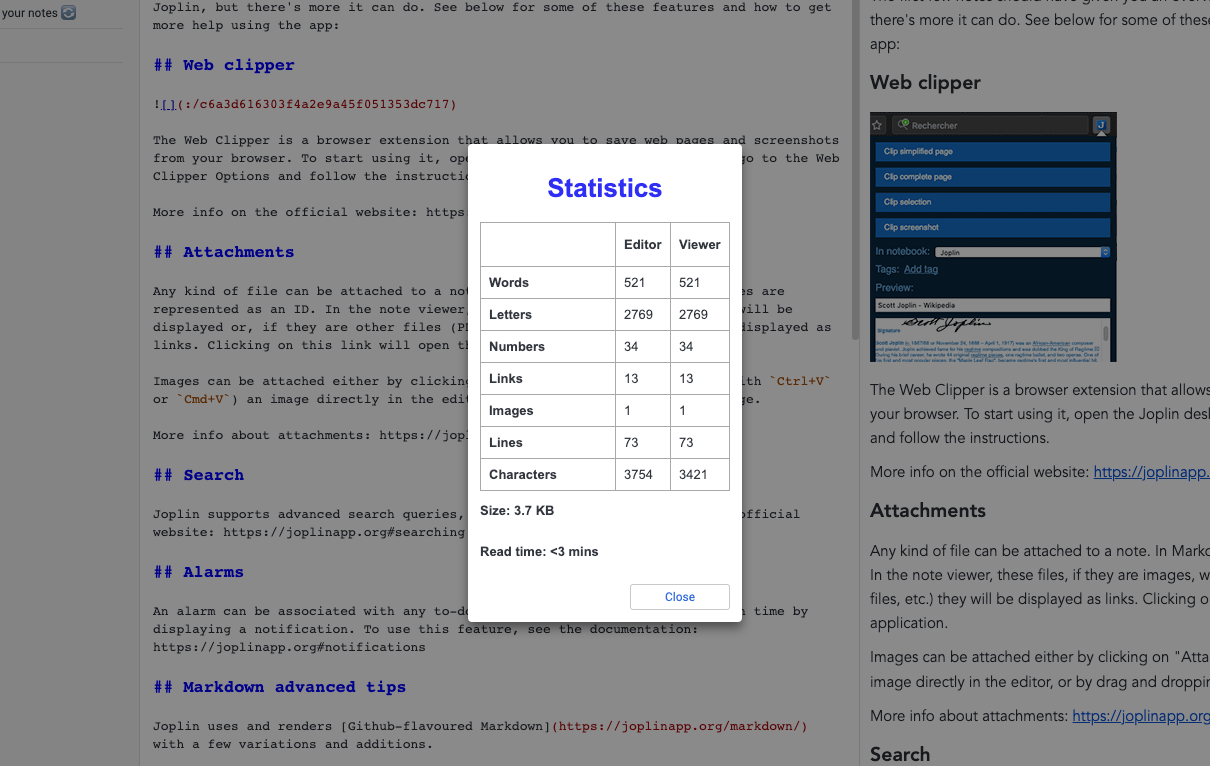 your notes
Joplin, but there's more it can do. See below for some of these features and how to get
more help using the app:
## Web clipper
![](:/c6a3d616303f4a2e9a45f051353dc717)
The Web Clipper is a browser extension that allows you to save web pages and screenshots
from your browser. To start using it, ope go to the Web
Clipper Options and follow the instructio
More info on the official website: https:
## Attachments
Any kind of file can be attached to a not es are
represented as an ID. In the note viewer, will be
displayed or, if they are other files (PD displayed as
links. Clicking on this link will open th
Images can be attached either by clicking th `Ctrl+V`
or `Cmd+V`) an image directly in the edit ge.
More info about attachments: https://jopl
## Search
Joplin supports advanced search queries, official
website: https://joplinapp.org#searching
## Alarms
An alarm can be associated with any to-do n time by
displaying a notification. To use this feature, see the documentation:
https://joplinapp.org#notifications
## Markdown advanced tips
Joplin uses and renders [Github-flavoured Markdown](https://joplinapp.org/markdown/)
with a few variations and additions.
Statistics
Editor Viewer
Words 521 521
Letters 2769 2769
Numbers 34 34
Links 13 13
Images 1 1
Lines 73 73
Characters 3754 3421
Size: 3.7 KB
Read time: <3 mins
Close
there's more it can do. See below for some of these
app:
Web clipper
Rechercher
J
Clip simplified page
Clip complete page
Clip selection
Clip screenshot
In notebook: Joplin
Tags: Add tag
Preview:
Scott Joplin - Wikipedia
Scott Joplin
Signature
The Web Clipper is a browser extension that allows
your browser. To start using it, open the Joplin des
and follow the instructions.
More info on the official website: https://joplinapp.
Attachments
Any kind of file can be attached to a note. In Markd
In the note viewer, these files, if they are images, w
files, etc.) they will be displayed as links. Clicking o
application.
Images can be attached either by clicking on "Atta
image directly in the editor, or by drag and droppin
More info about attachments: https://joplinapp.org
Search